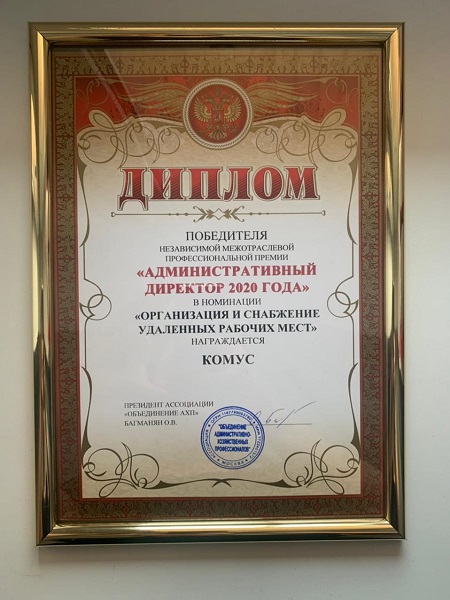 ДИПЛОМ
ПОБЕДИТЕЛЯ
НЕЗАВИСИМОЙ МЕЖОТРАСЛЕВОЙ
ПРОФЕССИОНАЛЬНОЙ ПРЕМИИ
«АДМИНИСТРАТИВНЫЙ
ДИРЕКТОР 2020 ГОДА»
В НОМИНАЦИИ
«ОРГАНИЗАЦИЯ И СНАБЖЕНИЕ
УДАЛЕННЫХ РАБОЧИХ МЕСТ»
НАГРАЖДАЕТСЯ
КОМУС
ПРЕЗИДЕНТ АССОЦИАЦИИ
«ОБЪЕДИНЕНИЕ АХП»
БАГМАНЯН О.В.
"ОБЪЕДИНЕНИЕ
АДМИНИСТРАТИВНО-
ХОЗЯЙСТВЕННЫХ
ПРОФЕССИОНАЛОВ"
МОСКВА